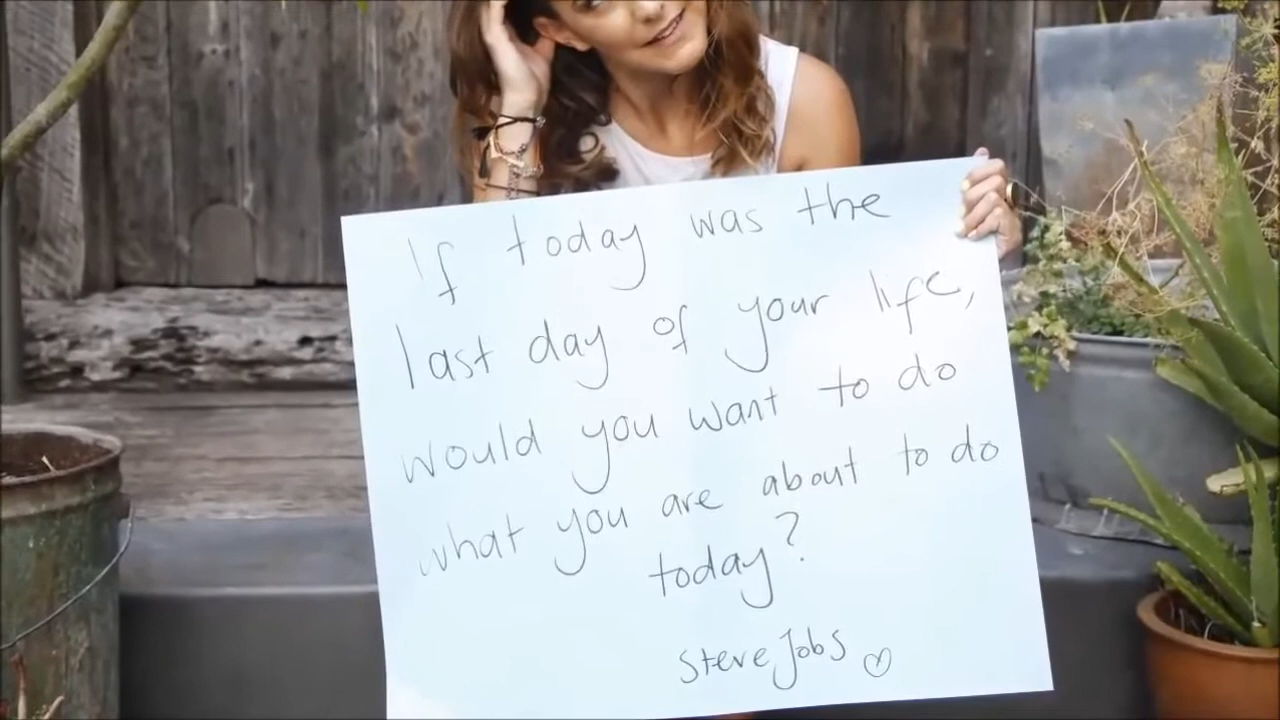 If today was the
last day of your life,
would you want to do
what you are about to do
today?
Steve Jobs